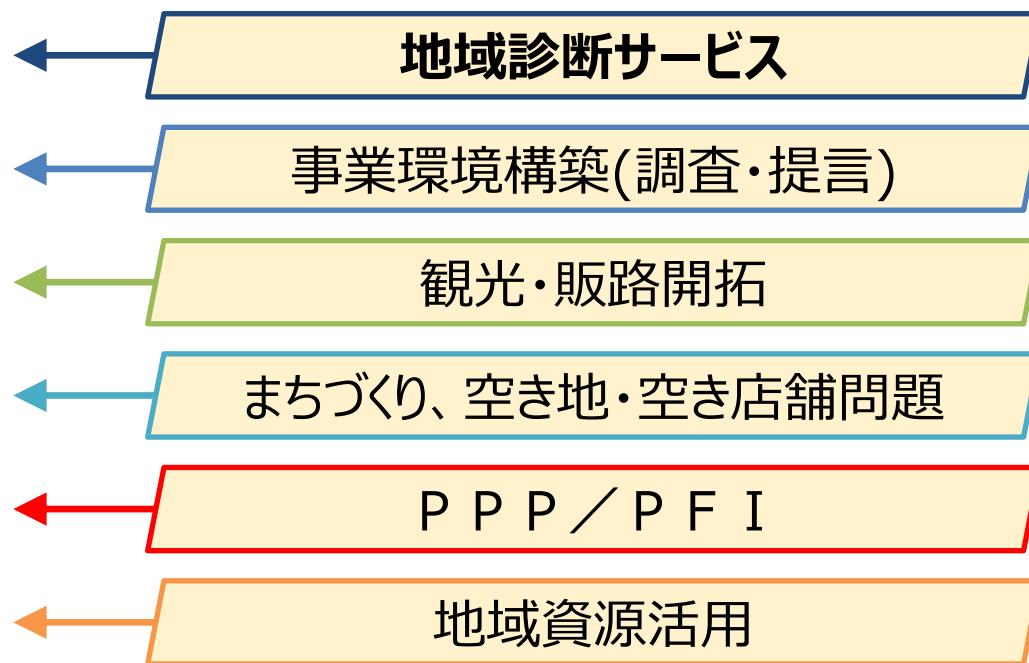 地域診断サービス
事業環境構築(調査・提言)
観光・販路開拓
まちづくり、空き地・空き店舗問題
ＰＰＰ／ＰＦＩ
地域資源活用